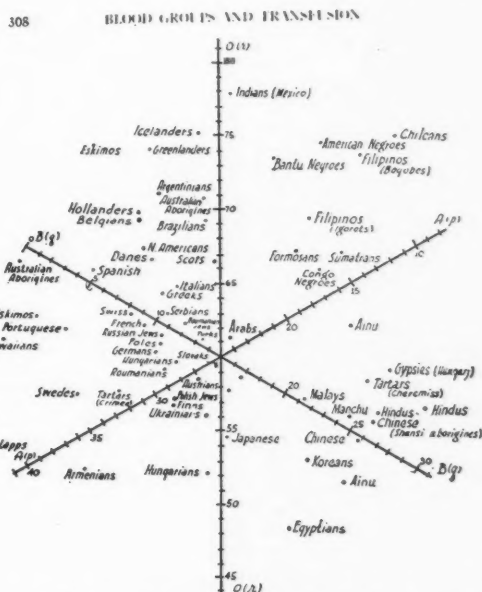 308 BLOOD GROUPS AND TRANSFUSION
O(r)
Indians (Mexico)
75
Icelanders
Chileans
Eskimos
Greenlanders
American Negroes
Bantu Negroes
Filipinos
(Bagobos)
Argentinians
Australian
Aborigines
70
Hollanders
Belgians
Brazilians
Filipinos
(Igorots)
A(p)
B(q)
N. Americans
Danes
Scots
Formosans
Sumatrans
10
Australian
Aborigines
Spanish
5
65
Congo
Negroes
15
Italians
Greeks
Eskimos
Swiss
10
Serbians
20
Portuguese
French
Russian Jews
Arabs
Ainu
Poles
Germans
Slovaks
Hungarians
Roumanians
Gypsies (Hungary)
Tartars
(Cheremiss)
Swedes
Tartars
(Crimea)
30
Russians
Polish Jews
Finns
Ukrainians
20
Malays
Manchu
Hindus
Hindus
Chinese
(Shansi aborigines)
35
Lapps
A(p)
40
55
Japanese
Chinese
25
Koreans
30
B(q)
Armenians
Hungarians
Ainu
50
Egyptians
45